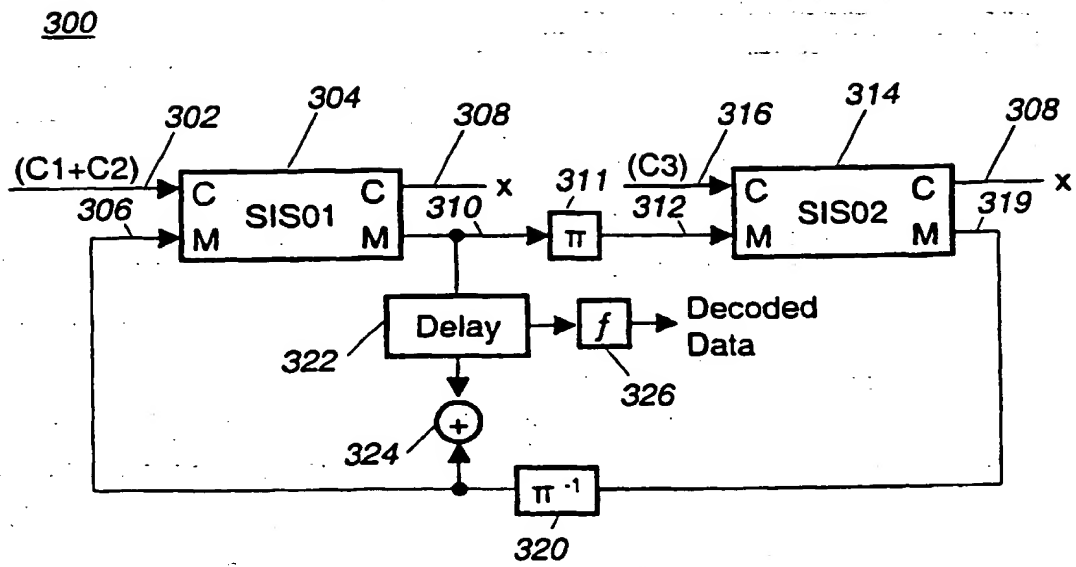 300
302
304
308
316
314
308
(C1+C2)
311
(C3)
306
C
C
x
C
C
x
SIS01
310
312
SIS02
319
M
M
π
M
M
Delay
f
Decoded
Data
322
326
324
+
π -1
320